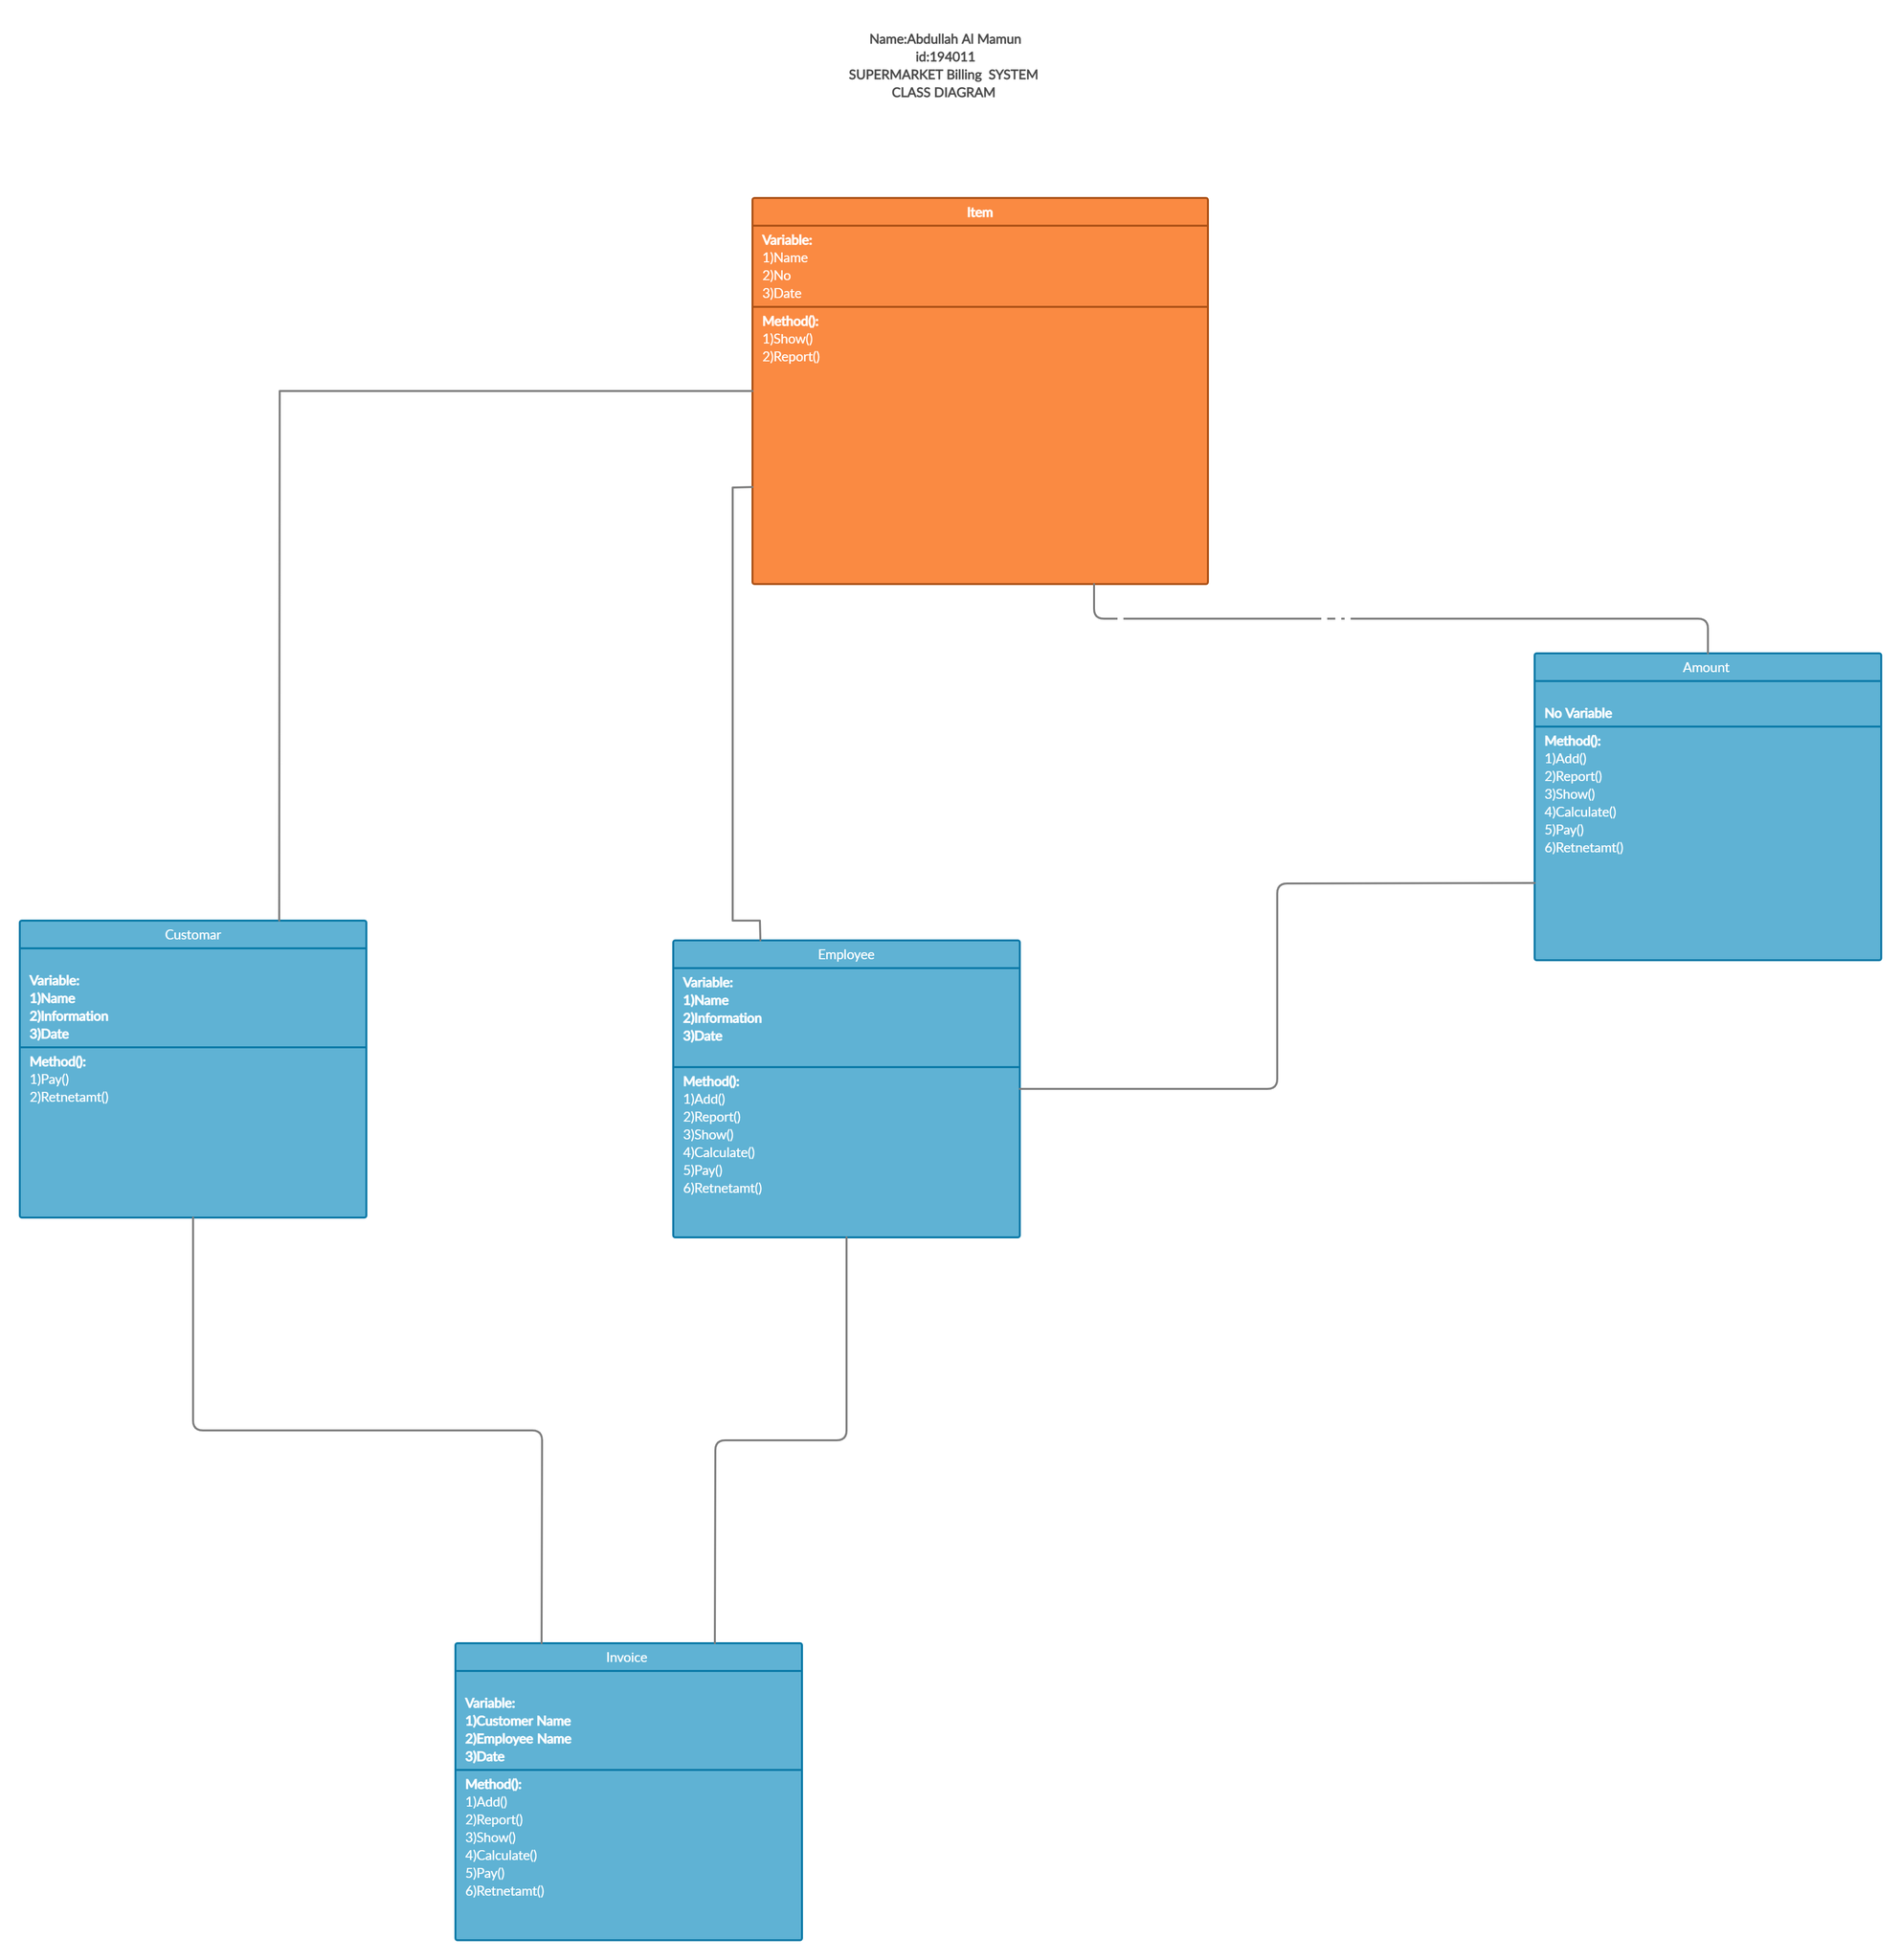 Name:Abdullah Al Mamun
id:194011
SUPERMARKET Billing  SYSTEM
CLASS DIAGRAM
Item
Variable:
1)Name
2)No
3)Date
Method():
1)Show()
2)Report()
Amount
No Variable
Method():
1)Add()
2)Report()
3)Show()
4)Calculate()
5)Pay()
6)Retnetamt()
Customar
Variable:
1)Name
2)Information
3)Date
Method():
1)Pay()
2)Retnetamt()
Employee
Variable:
1)Name
2)Information
3)Date
Method():
1)Add()
2)Report()
3)Show()
4)Calculate()
5)Pay()
6)Retnetamt()
Invoice
Variable:
1)Customer Name
2)Employee Name
3)Date
Method():
1)Add()
2)Report()
3)Show()
4)Calculate()
5)Pay()
6)Retnetamt()